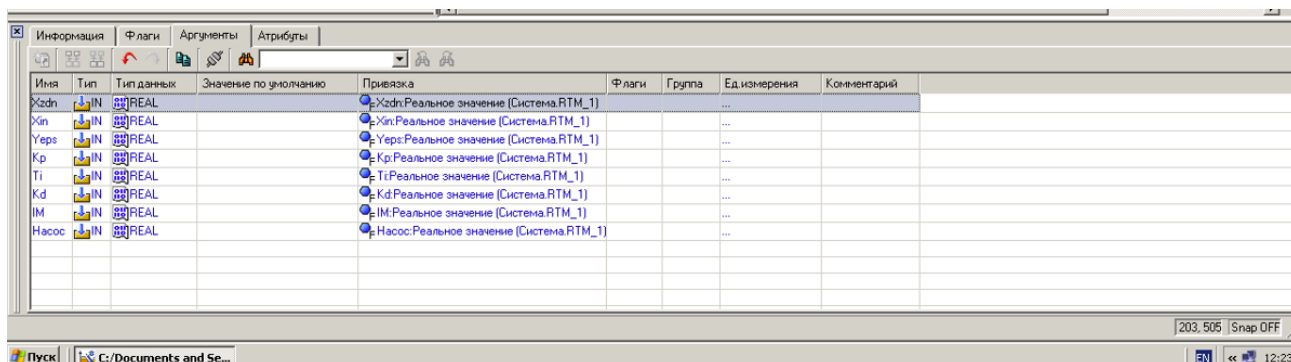 Информация Флаги Аргументы Атрибуты
Имя Тип Тип данных Значение по умолчанию Привязка Флаги Группа Ед.измерения Комментарий
Xzdn IN REAL Xzdn:Реальное значение (Система.RTM_1) ...
Xin IN REAL Xin:Реальное значение (Система.RTM_1) ...
Yeps IN REAL Yeps:Реальное значение (Система.RTM_1) ...
Kp IN REAL Kp:Реальное значение (Система.RTM_1) ...
Ti IN REAL Ti:Реальное значение (Система.RTM_1) ...
Kd IN REAL Kd:Реальное значение (Система.RTM_1) ...
IM IN REAL IM:Реальное значение (Система.RTM_1) ...
Насос IN REAL Насос:Реальное значение (Система.RTM_1) ...
203, 505 Snap OFF
Пуск C:/Documents and Se... EN « 12:23